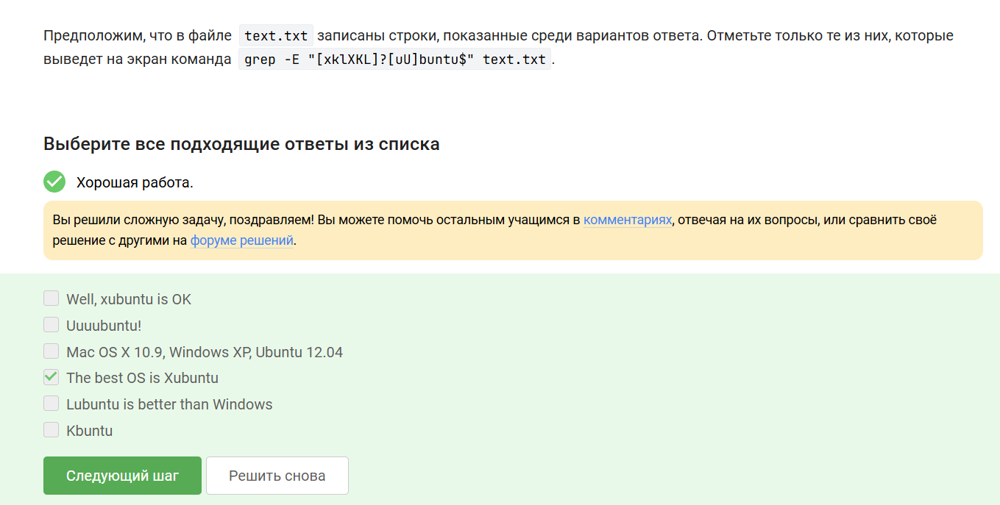 Предположим, что в файле text.txt записаны строки, показанные среди вариантов ответа. Отметьте только те из них, которые
выведет на экран команда grep -E "[xklXKL]?[uU]buntu$" text.txt.
Выберите все подходящие ответы из списка
Хорошая работа.
Вы решили сложную задачу, поздравляем! Вы можете помочь остальным учащимся в комментариях, отвечая на их вопросы, или сравнить своё
решение с другими на форуме решений.
Well, xubuntu is OK
Uuuubuntu!
Mac OS X 10.9, Windows XP, Ubuntu 12.04
The best OS is Xubuntu
Lubuntu is better than Windows
Kbuntu
Следующий шаг
Решить снова